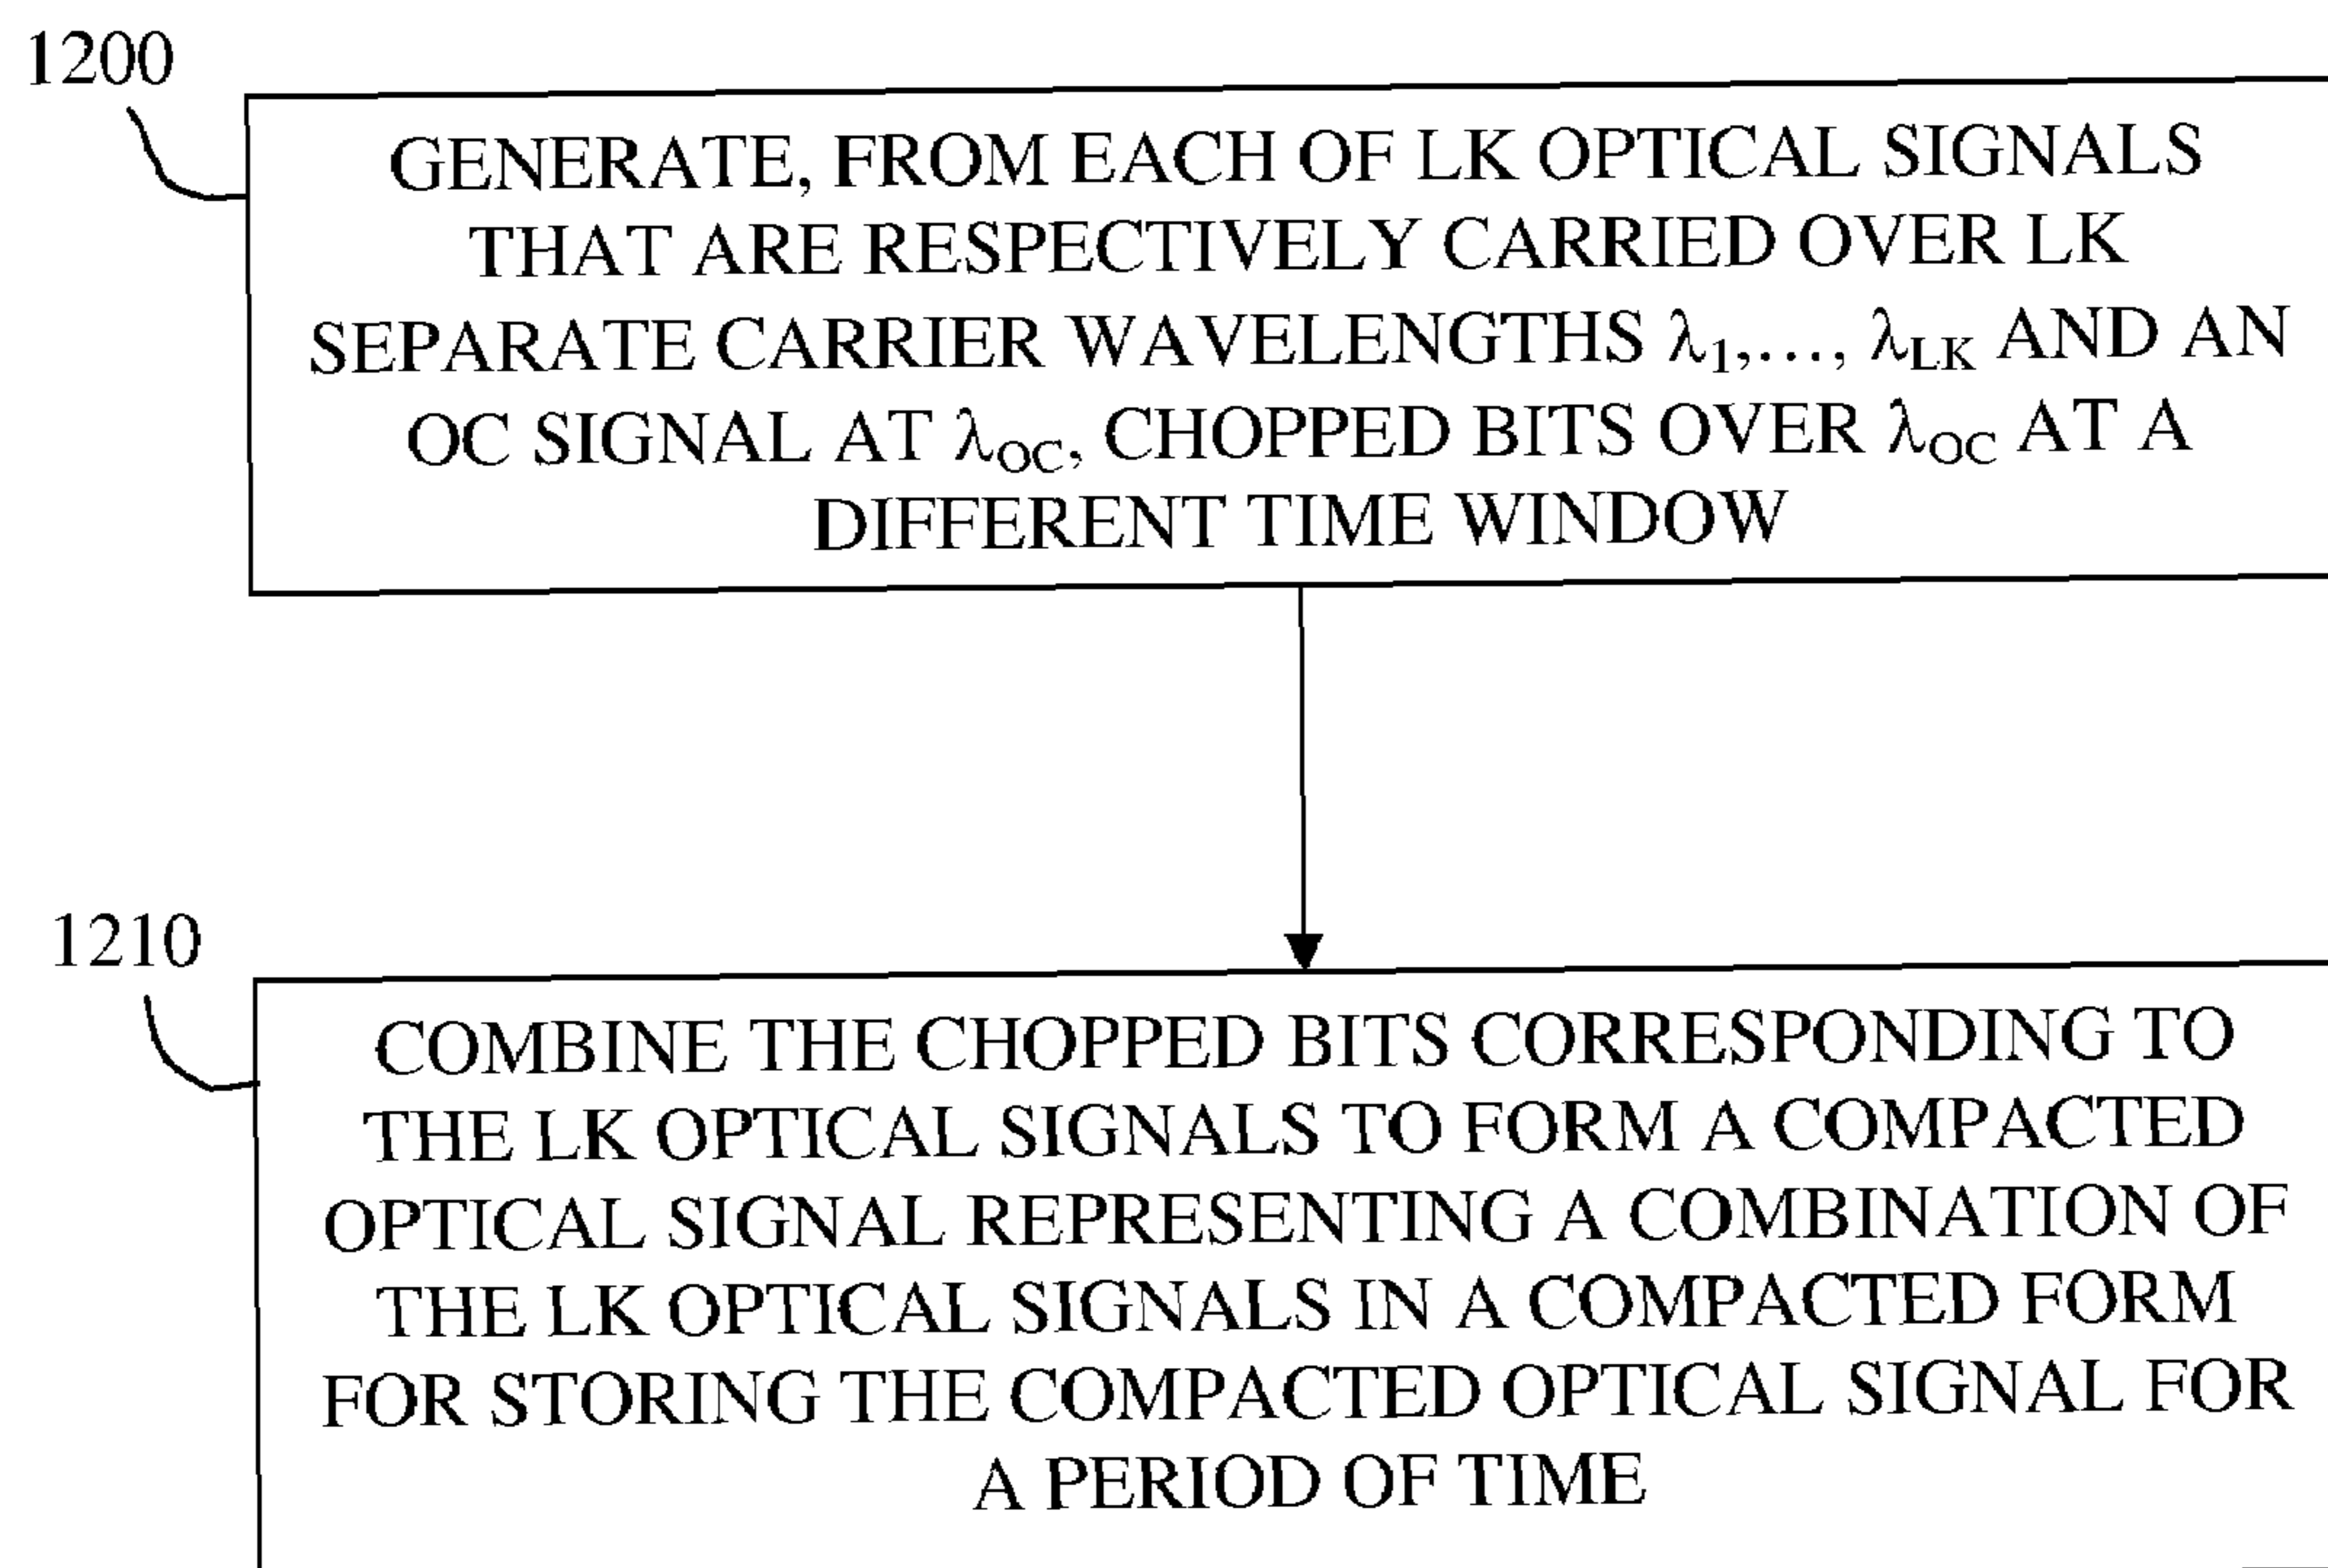 1200
GENERATE, FROM EACH OF LK OPTICAL SIGNALS
THAT ARE RESPECTIVELY CARRIED OVER LK
SEPARATE CARRIER WAVELENGTHS λ₁,..., λ_LK AND AN
OC SIGNAL AT λ_OC, CHOPPED BITS OVER λ_OC AT A
DIFFERENT TIME WINDOW
1210
COMBINE THE CHOPPED BITS CORRESPONDING TO
THE LK OPTICAL SIGNALS TO FORM A COMPACTED
OPTICAL SIGNAL REPRESENTING A COMBINATION OF
THE LK OPTICAL SIGNALS IN A COMPACTED FORM
FOR STORING THE COMPACTED OPTICAL SIGNAL FOR
A PERIOD OF TIME